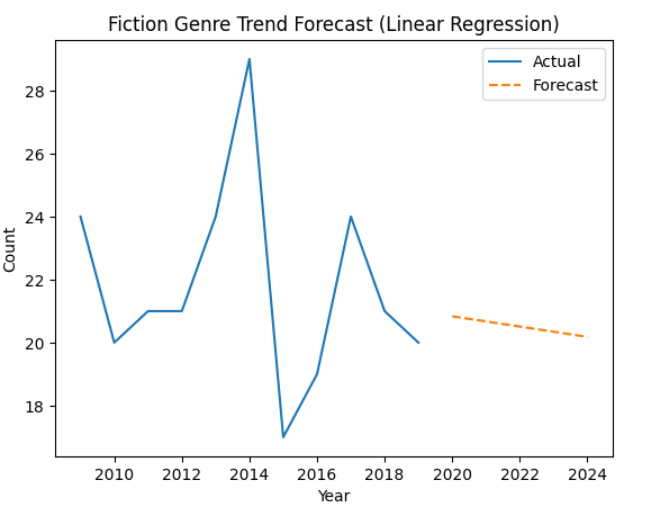 Fiction Genre Trend Forecast (Linear Regression)
Actual
Forecast
28
26
24
22
20
18
Count
2010 2012 2014 2016 2018 2020 2022 2024
Year